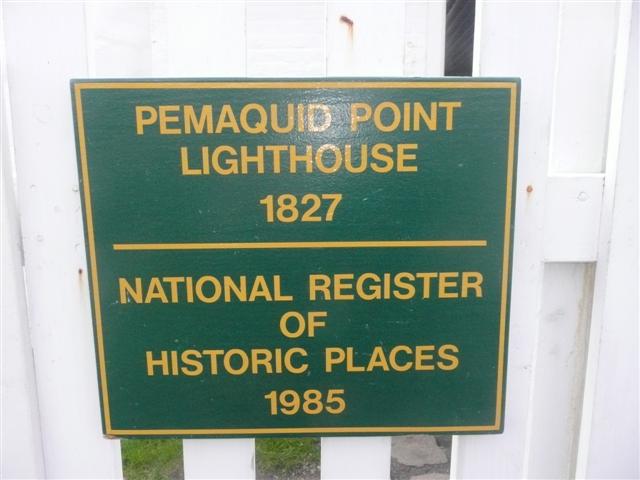 PEMAQUID POINT
LIGHTHOUSE
1827
NATIONAL REGISTER
OF
HISTORIC PLACES
1985